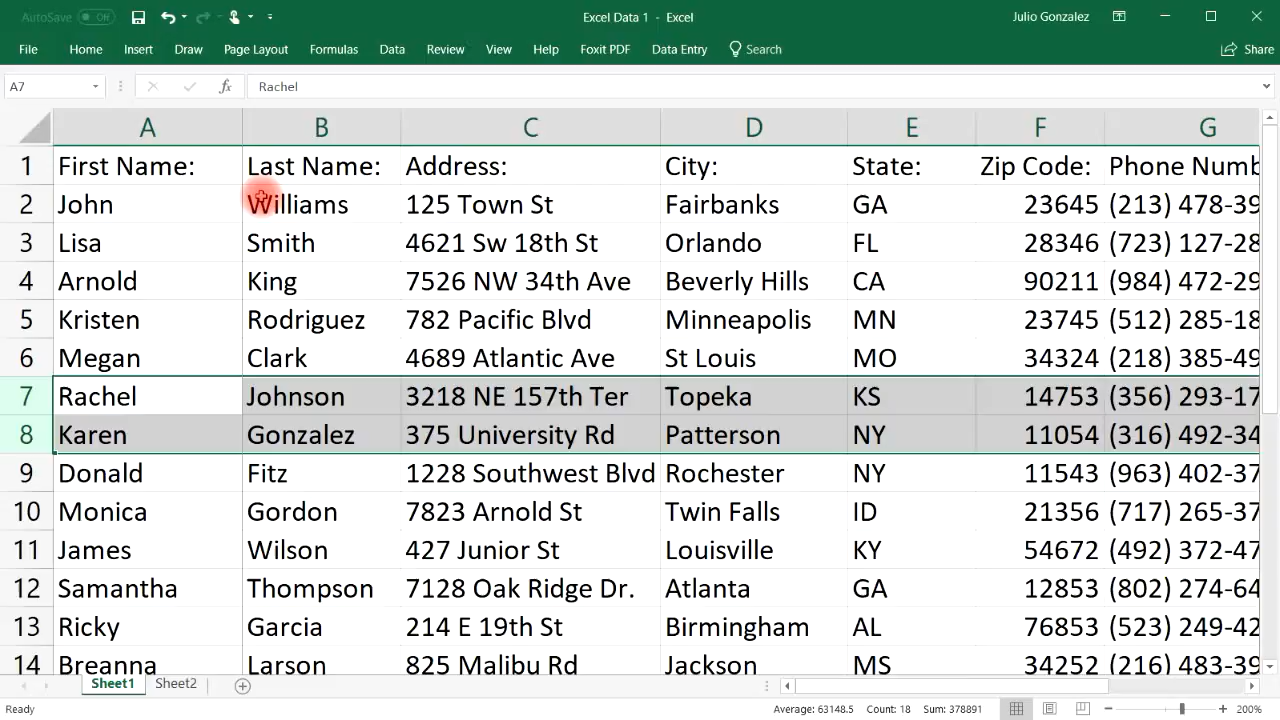 AutoSave Off Excel Data 1 - Excel Julio Gonzalez
File Home Insert Draw Page Layout Formulas Data Review View Help Foxit PDF Data Entry Search Share
A7 fx Rachel
A B C D E F G
1 First Name: Last Name: Address: City: State: Zip Code: Phone Numb
2 John Williams 125 Town St Fairbanks GA 23645 (213) 478-39
3 Lisa Smith 4621 Sw 18th St Orlando FL 28346 (723) 127-28
4 Arnold King 7526 NW 34th Ave Beverly Hills CA 90211 (984) 472-29
5 Kristen Rodriguez 782 Pacific Blvd Minneapolis MN 23745 (512) 285-18
6 Megan Clark 4689 Atlantic Ave St Louis MO 34324 (218) 385-49
7 Rachel Johnson 3218 NE 157th Ter Topeka KS 14753 (356) 293-17
8 Karen Gonzalez 375 University Rd Patterson NY 11054 (316) 492-34
9 Donald Fitz 1228 Southwest Blvd Rochester NY 11543 (963) 402-37
10 Monica Gordon 7823 Arnold St Twin Falls ID 21356 (717) 265-37
11 James Wilson 427 Junior St Louisville KY 54672 (492) 372-47
12 Samantha Thompson 7128 Oak Ridge Dr. Atlanta GA 12853 (802) 274-64
13 Ricky Garcia 214 E 19th St Birmingham AL 76853 (523) 249-42
14 Breanna Larson 825 Malibu Rd Jackson MS 34252 (216) 483-39
Sheet1 Sheet2
Ready Average: 63148.5 Count: 18 Sum: 378891 200%